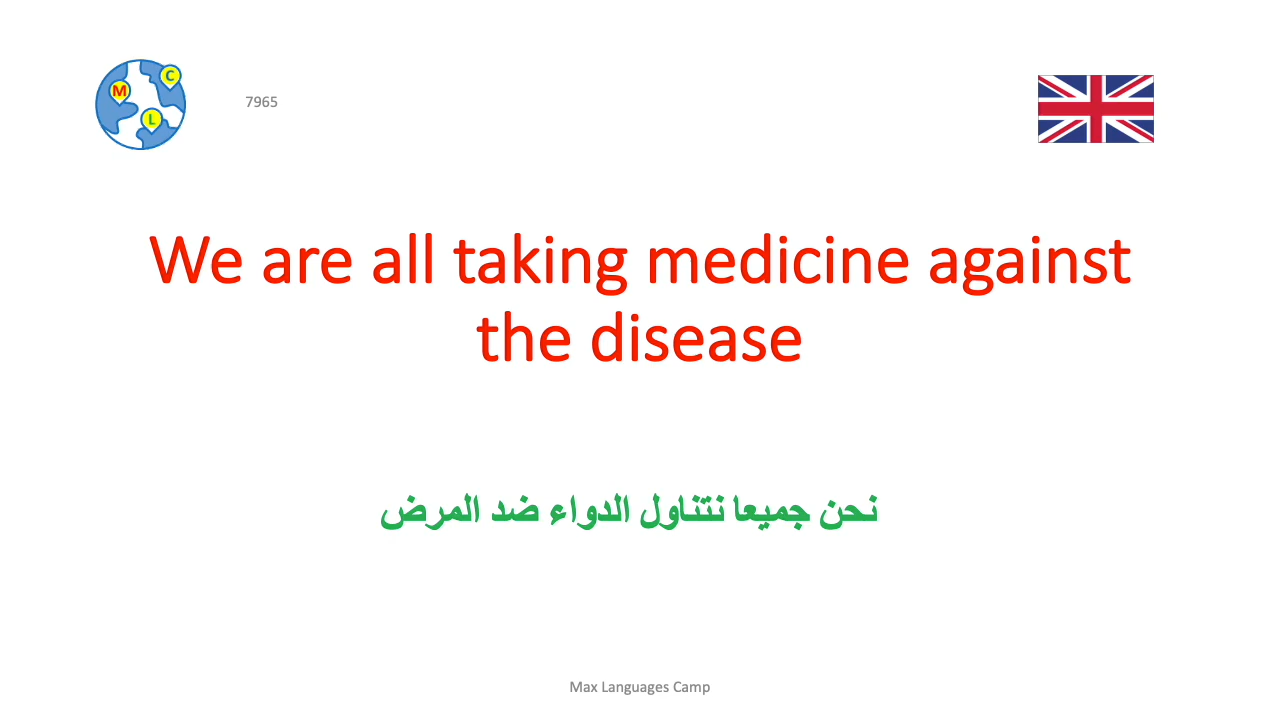 M
C
L
7965
We are all taking medicine against
the disease
نحن جميعا نتناول الدواء ضد المرض
Max Languages Camp